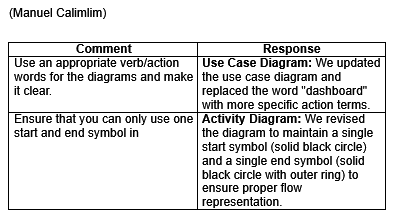 (Manuel Calimlim)
Comment
Response
Use an appropriate verb/action
words for the diagrams and make
it clear.
Use Case Diagram: We updated
the use case diagram and
replaced the word "dashboard"
with more specific action terms.
Ensure that you can only use one
start and end symbol in
Activity Diagram: We revised
the diagram to maintain a single
start symbol (solid black circle)
and a single end symbol (solid
black circle with outer ring) to
ensure proper flow
representation.